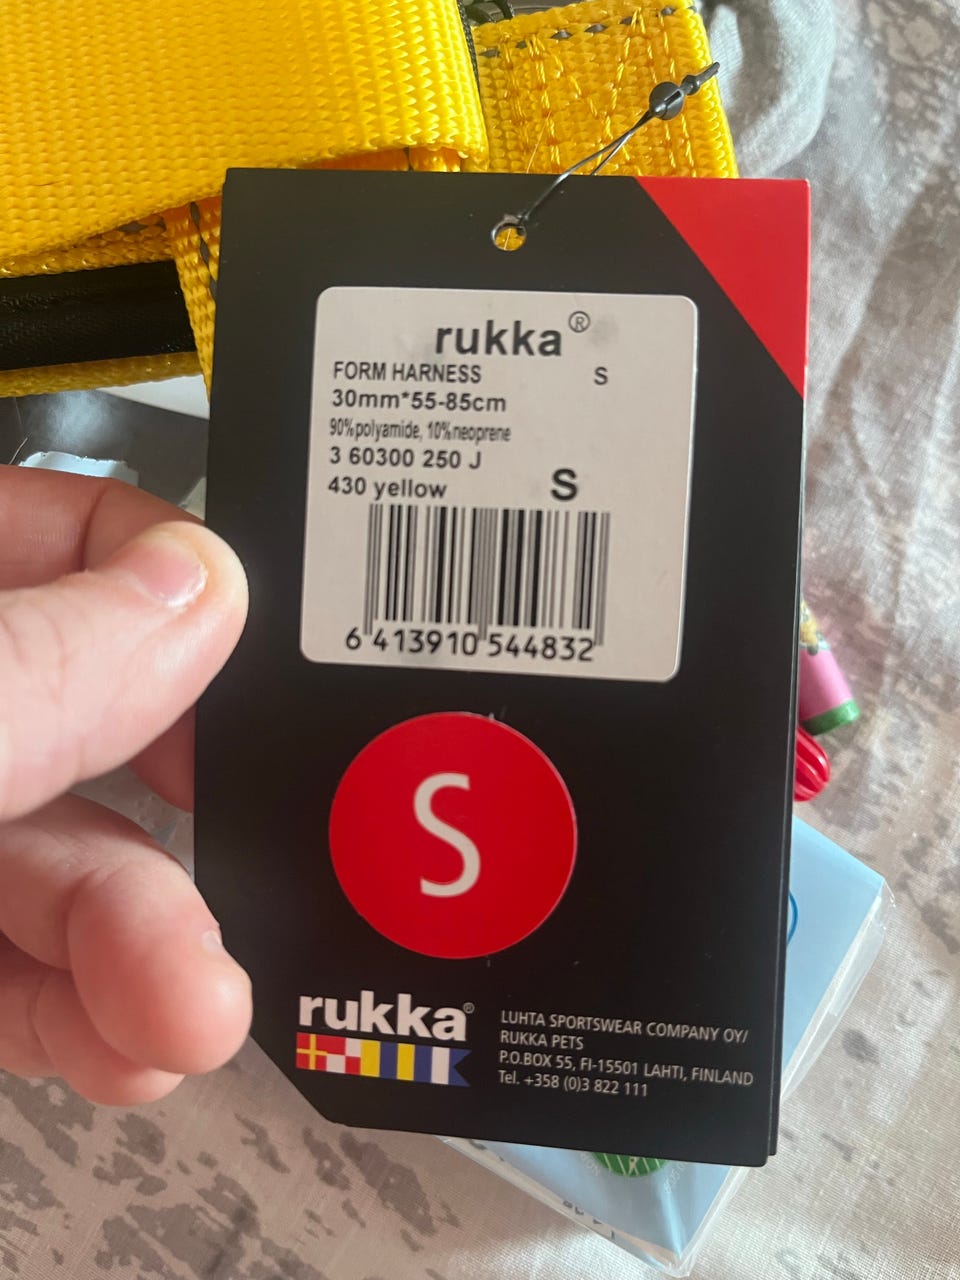 rukka®
FORM HARNESS S
30mm*55-85cm
90%polyamide, 10%neoprene
3 60300 250 J
430 yellow S
6 413910 544832
S
rukka®
LUHTA SPORTSWEAR COMPANY OY/
RUKKA PETS
P.O.BOX 55, FI-15501 LAHTI, FINLAND
Tel. +358 (0)3 822 111